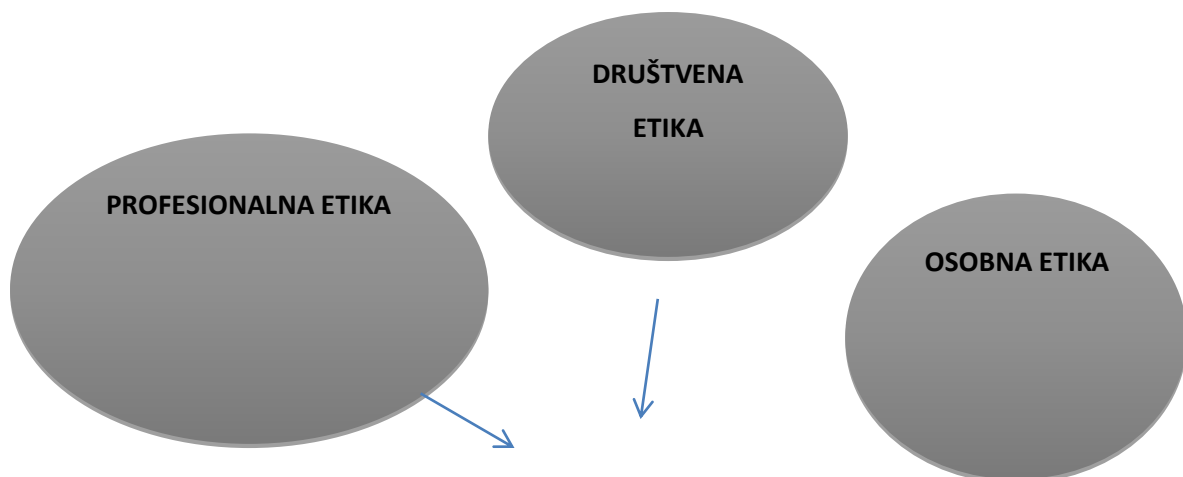 DRUŠTVENA
ETIKA
PROFESIONALNA ETIKA
OSOBNA ETIKA